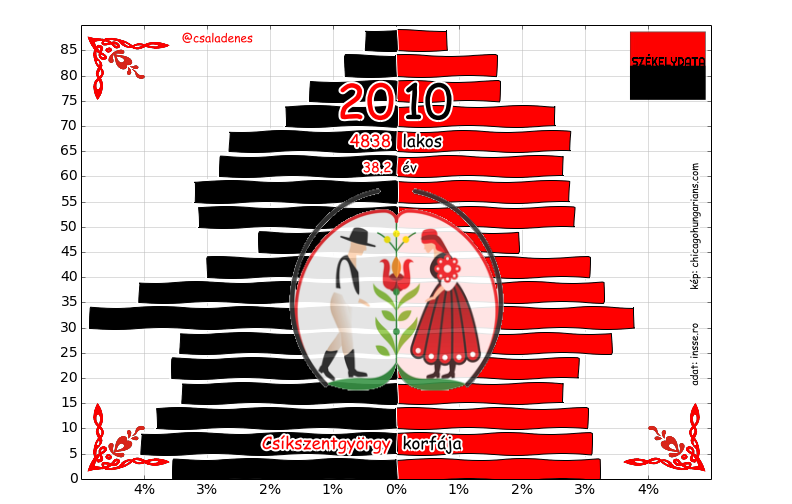 @csaladenes
SZÉKELYDATA
2010
4838 lakos
38,2 év
Csíkszentgyörgy korfája
kép: chicagohungarians.com
adat: insse.ro
85
80
75
70
65
60
55
50
45
40
35
30
25
20
15
10
5
0
4% 3% 2% 1% 0% 1% 2% 3% 4%